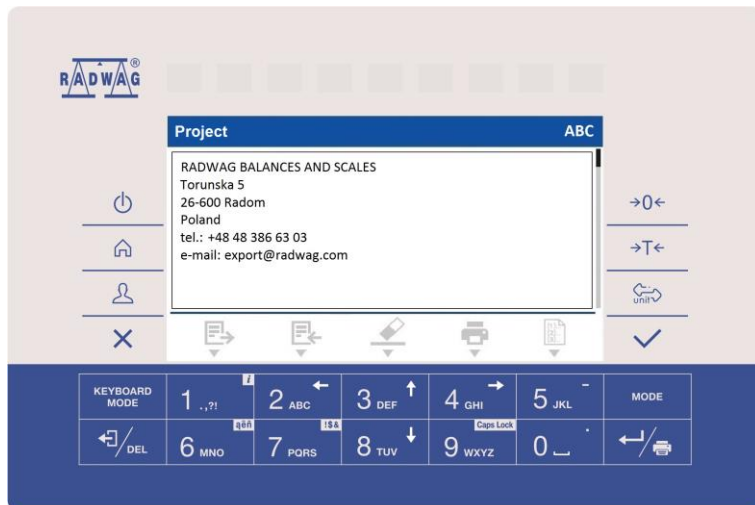 RADWAG®
Project ABC
RADWAG BALANCES AND SCALES
Torunska 5
26-600 Radom
Poland
tel.: +48 48 386 63 03
e-mail: export@radwag.com
→0←
→T←
unit
KEYBOARD MODE
1 .,?! i
2 ABC
3 DEF
4 GHI
5 JKL -
MODE
DEL
6 MNO ąëñ
7 PQRS !$&
8 TUV
9 WXYZ Caps Lock
0 .